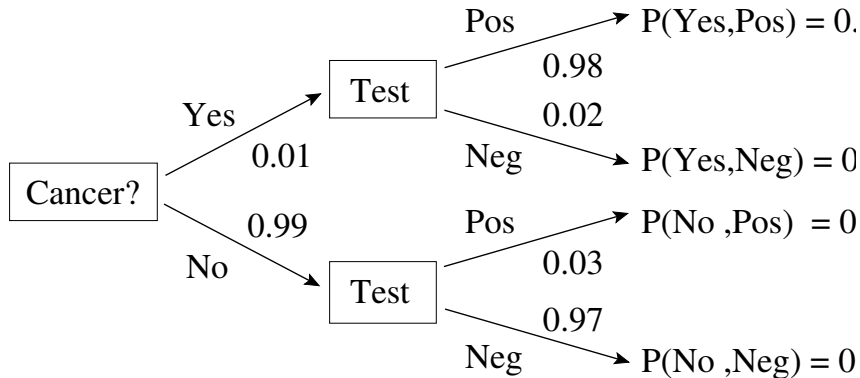 Pos
P(Yes,Pos) = 0.
0.98
Test
0.02
Yes
Neg
P(Yes,Neg) = 0
0.01
Cancer?
0.99
Pos
P(No ,Pos) = 0
No
0.03
Test
0.97
Neg
P(No ,Neg) = 0